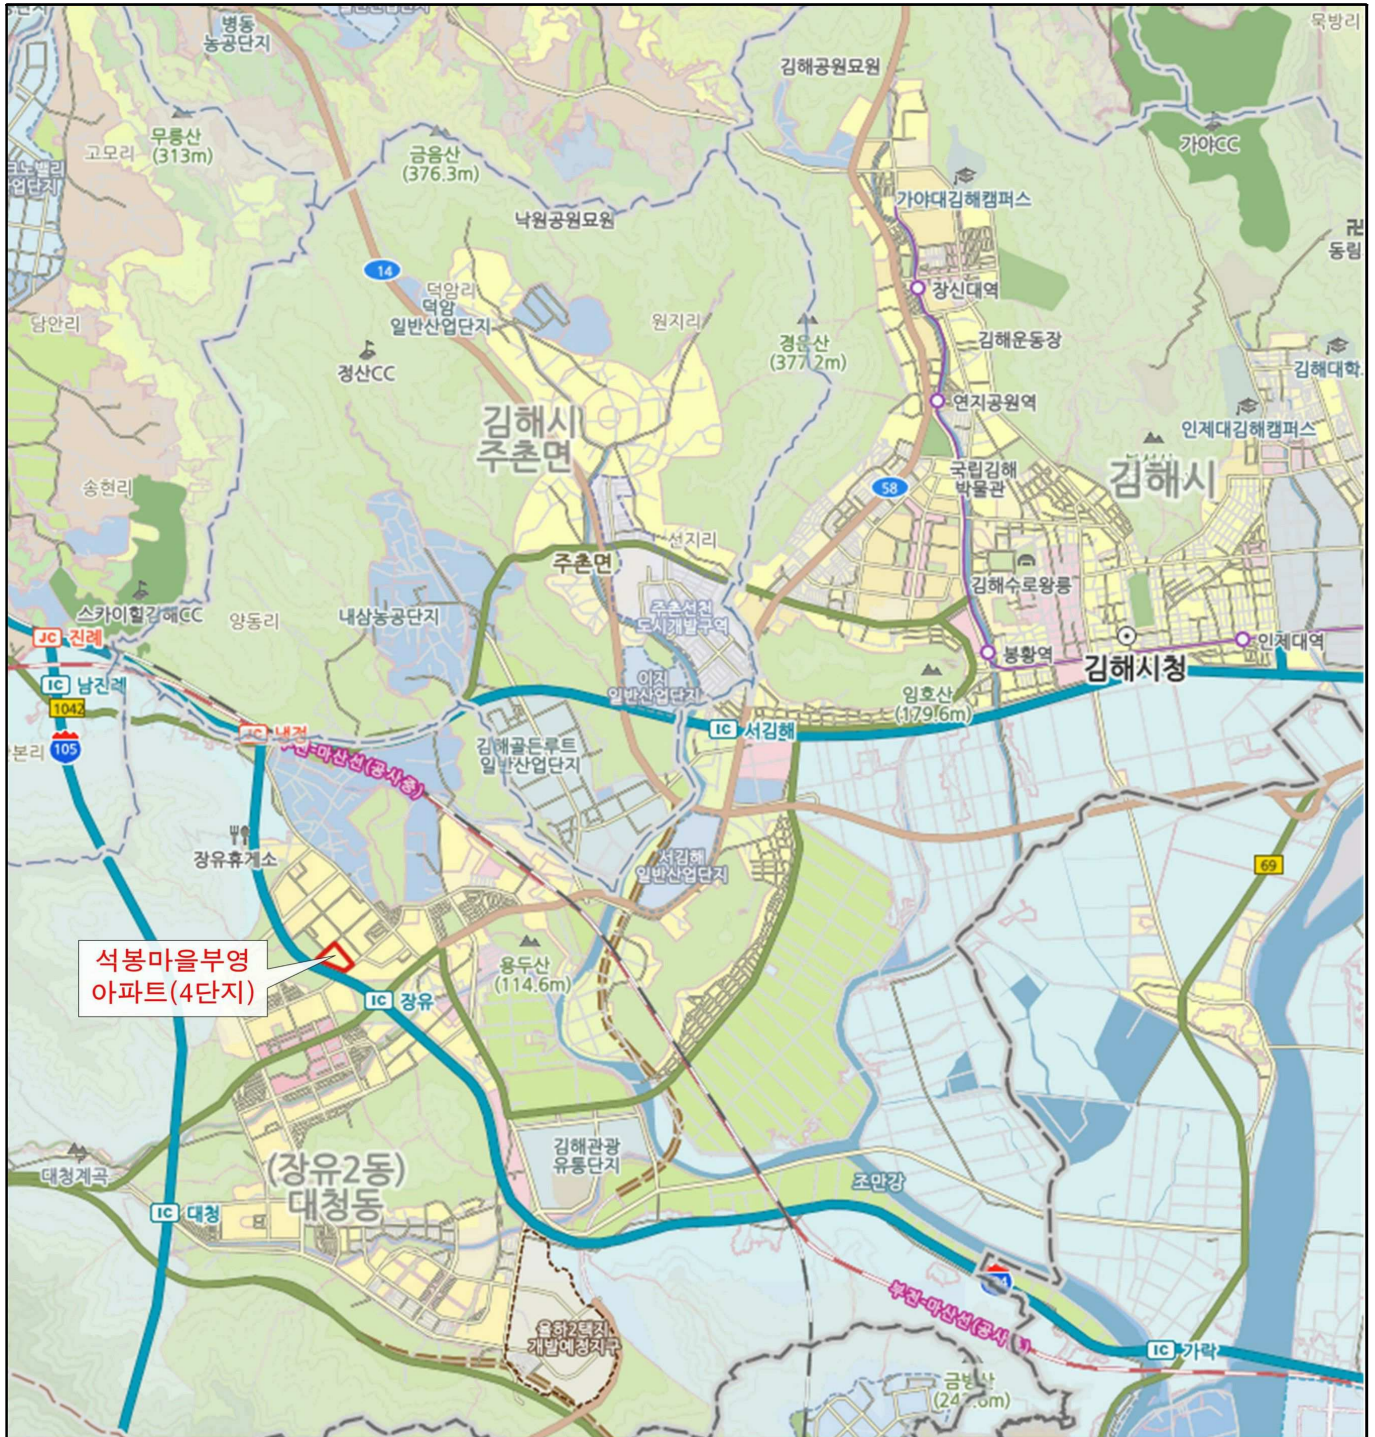 병동
농공단지
묵방리
김해공원묘원
무릉산
(313m)
고모리
금음산
(376.3m)
가야CC
크노밸리
산업단지
가야대김해캠퍼스
낙원공원묘원
동림
14
덕암리
덕암
일반산업단지
장신대역
담안리
원지리
경운산
(377.2m)
김해운동장
정산CC
김해대학
연지공원역
김해시
주촌면
인제대김해캠퍼스
국립김해
박물관
김해시
송현리
58
선지리
주촌면
김해수로왕릉
스카이힐김해CC
양동리
내삼농공단지
주촌선천
도시개발구역
JC 진례
인제대역
봉황역
김해시청
IC 남진례
이지
일반산업단지
임호산
(179.6m)
1042
JC 냉정
IC 서김해
105
본리
김해골든루트
일반산업단지
부전-마산선(공사중)
장유휴게소
서김해
일반산업단지
69
석봉마을부영
아파트(4단지)
용두산
(114.6m)
IC 장유
김해관광
유통단지
대청계곡
(장유2동)
대청동
조만강
IC 대청
부전-마산선(공사
율하2택지
개발예정지구
IC 가락